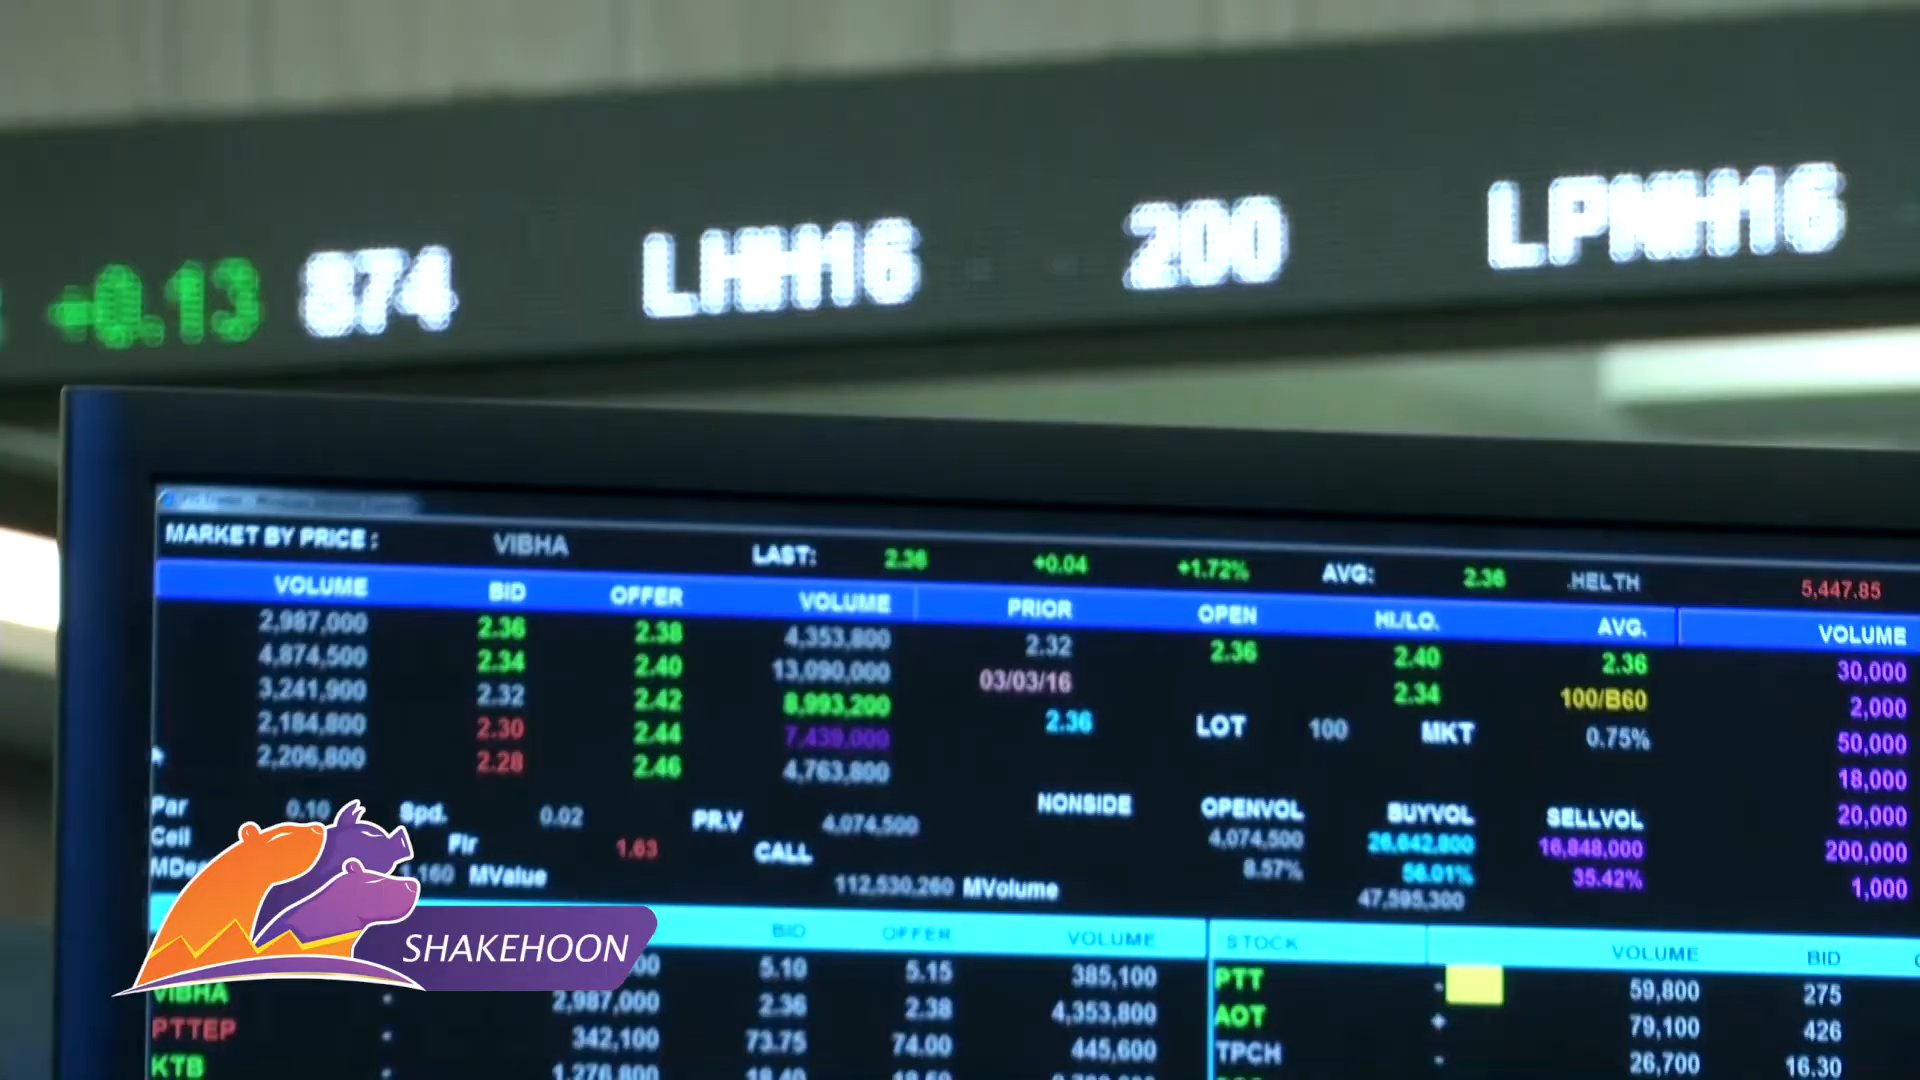 +0.13 874 LHH16 200 LPNH16
MARKET BY PRICE : VIBHA LAST: 2.36 +0.04 +1.72% AVG: 2.36 .HELTH 5,447.85
VOLUME BID OFFER VOLUME PRIOR OPEN HI./LO. AVG. VOLUME
2,987,000 2.36 2.38 4,353,800 2.32 2.36 2.40 2.36 30,000
4,874,500 2.34 2.40 13,090,000 03/03/16 2.34 100/B60 2,000
3,241,900 2.32 2.42 8,993,200 2.36 LOT 100 MKT 0.75% 50,000
2,184,800 2.30 2.44 7,439,000 18,000
2,206,800 2.28 2.46 4,763,800 NONSIDE OPENVOL BUYVOL SELLVOL 20,000
Par 0.10 Spd. 0.02 PR.V 4,074,500 4,074,500 26,642,800 16,848,000 200,000
Ceil Flr 1.63 CALL 8.57% 56.01% 35.42% 1,000
MValue 112,530,260 MVolume 47,595,300
BID OFFER VOLUME STOCK VOLUME BID
5.10 5.15 385,100 PTT - 59,800 275
VIBHA - 2,987,000 2.36 2.38 4,353,800 AOT + 79,100 426
PTTEP - 342,100 73.75 74.00 445,600 TPCH - 26,700 16.30
KTB - 1,276,800
SHAKEHOON